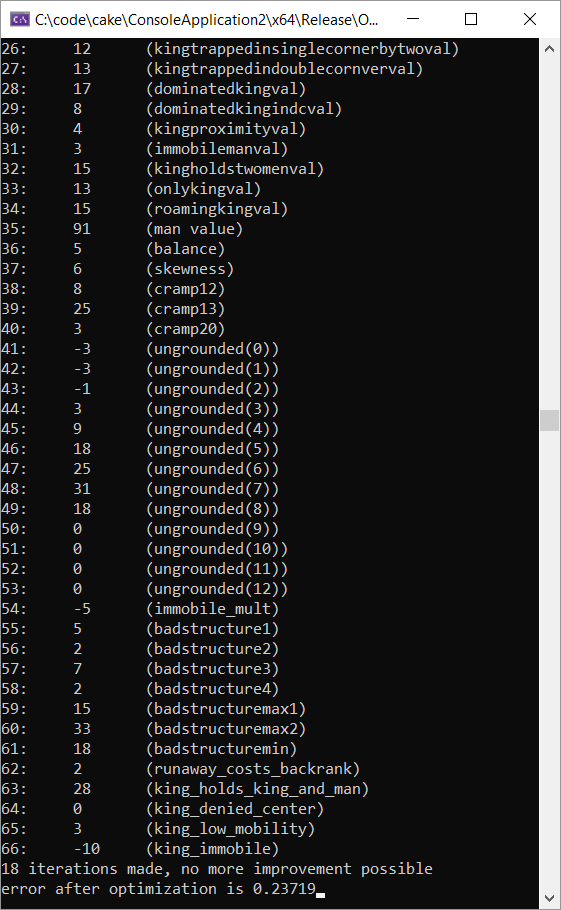 C:\code\cake\ConsoleApplication2\x64\Release\O...
26: 12 (kingtrappedinsinglecornerbytwoval)
27: 13 (kingtrappedindoublecornverval)
28: 17 (dominatedkingval)
29: 8 (dominatedkingindcval)
30: 4 (kingproximityval)
31: 3 (immobilemanval)
32: 15 (kingholdstwomenval)
33: 13 (onlykingval)
34: 15 (roamingkingval)
35: 91 (man value)
36: 5 (balance)
37: 6 (skewness)
38: 8 (cramp12)
39: 25 (cramp13)
40: 3 (cramp20)
41: -3 (ungrounded(0))
42: -3 (ungrounded(1))
43: -1 (ungrounded(2))
44: 3 (ungrounded(3))
45: 9 (ungrounded(4))
46: 18 (ungrounded(5))
47: 25 (ungrounded(6))
48: 31 (ungrounded(7))
49: 18 (ungrounded(8))
50: 0 (ungrounded(9))
51: 0 (ungrounded(10))
52: 0 (ungrounded(11))
53: 0 (ungrounded(12))
54: -5 (immobile_mult)
55: 5 (badstructure1)
56: 2 (badstructure2)
57: 7 (badstructure3)
58: 2 (badstructure4)
59: 15 (badstructuremax1)
60: 33 (badstructuremax2)
61: 18 (badstructuremin)
62: 2 (runaway_costs_backrank)
63: 28 (king_holds_king_and_man)
64: 0 (king_denied_center)
65: 3 (king_low_mobility)
66: -10 (king_immobile)
18 iterations made, no more improvement possible
error after optimization is 0.23719